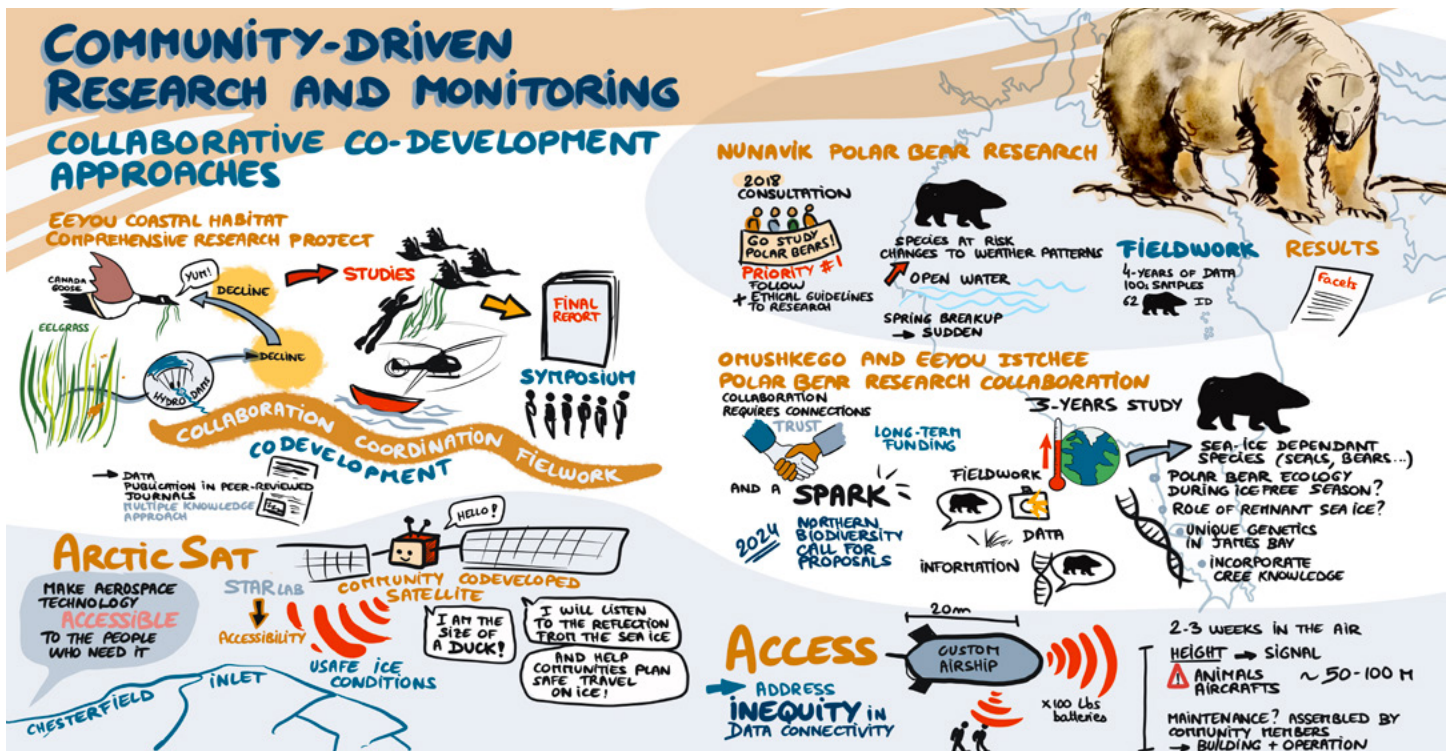 COMMUNITY-DRIVEN
RESEARCH AND MONITORING
COLLABORATIVE CO-DEVELOPMENT
APPROACHES
EEYOU COASTAL HABITAT
COMPREHENSIVE RESEARCH PROJECT
CANADA
GOOSE
YUM!
DECLINE
STUDIES
EELGRASS
HYDRO DAMS
DECLINE
FINAL
REPORT
SYMPOSIUM
COLLABORATION COORDINATION FIELWORK
CODEVELOPMENT
DATA
PUBLICATION IN PEER-REVIEWED
JOURNALS
MULTIPLE KNOWLEDGE
APPROACH
ARCTIC SAT
HELLO!
MAKE AEROSPACE
TECHNOLOGY
ACCESSIBLE
TO THE PEOPLE
WHO NEED IT
STAR LAB
ACCESSIBILITY
COMMUNITY CODEVELOPED
SATELLITE
USAFE ICE
CONDITIONS
I AM THE
SIZE OF
A DUCK!
I WILL LISTEN
TO THE REFLECTION
FROM THE SEA ICE
AND HELP
COMMUNITIES PLAN
SAFE TRAVEL
ON ICE!
CHESTERFIELD INLET
NUNAVIK POLAR BEAR RESEARCH
2018
CONSULTATION
GO STUDY
POLAR BEARS!
PRIORITY #1
FOLLOW
+ ETHICAL GUIDELINES
TO RESEARCH
SPECIES AT RISK
CHANGES TO WEATHER PATTERNS
OPEN WATER
SPRING BREAKUP
→ SUDDEN
FIELDWORK
4-YEARS OF DATA
100s SAMPLES
62 ID
RESULTS
Facets
OMUSHKEGO AND EEYOU ISTCHEE
POLAR BEAR RESEARCH COLLABORATION
COLLABORATION
REQUIRES CONNECTIONS
TRUST
LONG-TERM
FUNDING
AND A SPARK
2024
NORTHERN
BIODIVERSITY
CALL FOR
PROPOSALS
3-YEARS STUDY
FIELDWORK
DATA
INFORMATION
SEA-ICE DEPENDANT
SPECIES (SEALS, BEARS...)
POLAR BEAR ECOLOGY
DURING ICE FREE SEASON?
ROLE OF REMNANT SEA ICE?
UNIQUE GENETICS
IN JAMES BAY
INCORPORATE
CREE KNOWLEDGE
ACCESS
→ ADDRESS
INEQUITY IN
DATA CONNECTIVITY
20m
CUSTOM
AIRSHIP
x100 Lbs
batteries
2-3 WEEKS IN THE AIR
HEIGHT → SIGNAL
! ANIMALS
AIRCRAFTS
~ 50-100 M
MAINTENANCE? ASSEMBLED BY
COMMUNITY MEMBERS
→ BUILDING + OPERATION